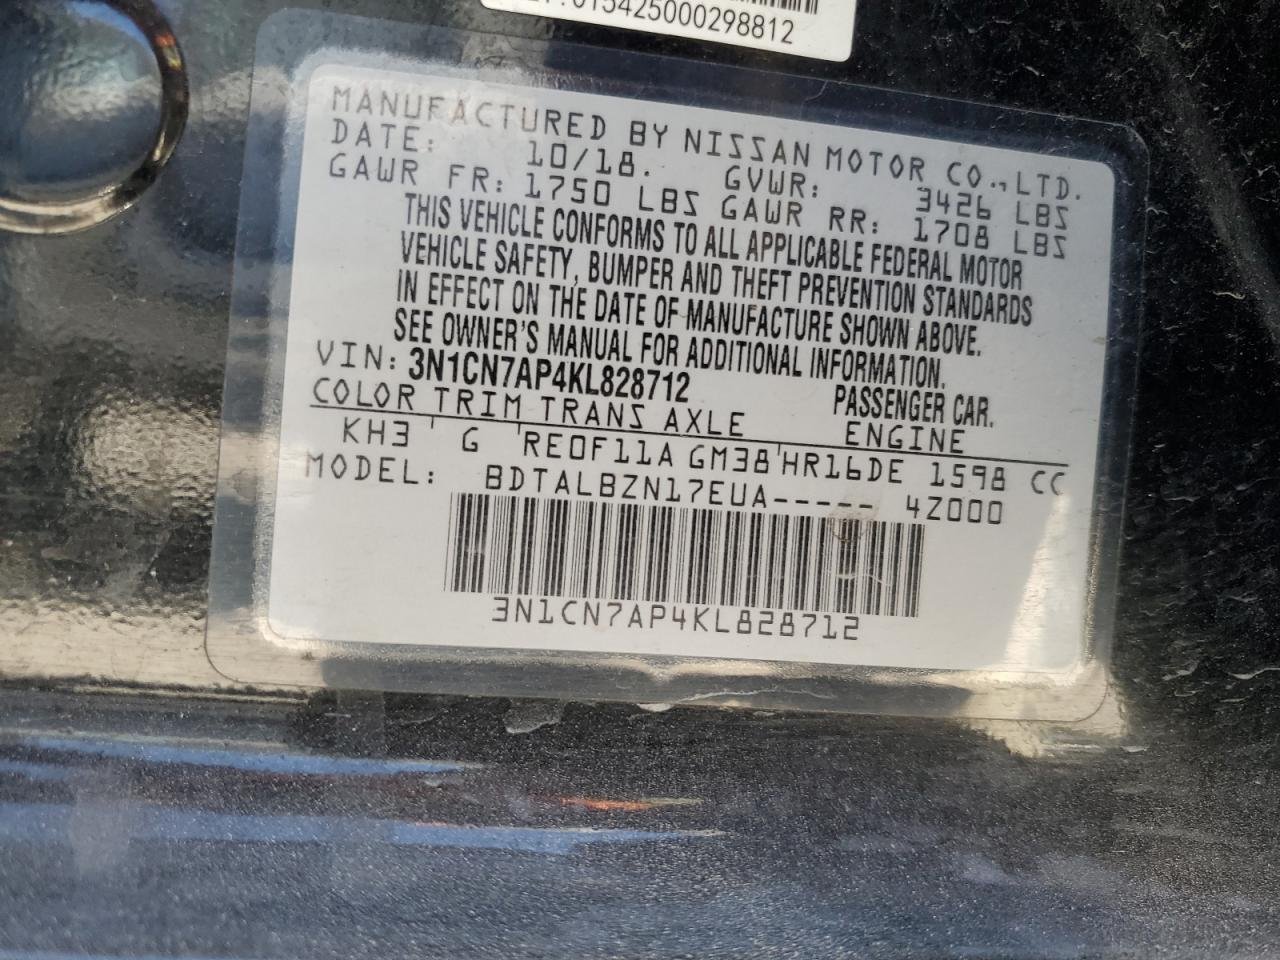 015425000298812
MANUFACTURED BY NISSAN MOTOR CO.,LTD.
DATE: 10/18. GVWR: 3426 LBS
GAWR FR: 1750 LBS GAWR RR: 1708 LBS
THIS VEHICLE CONFORMS TO ALL APPLICABLE FEDERAL MOTOR
VEHICLE SAFETY, BUMPER AND THEFT PREVENTION STANDARDS
IN EFFECT ON THE DATE OF MANUFACTURE SHOWN ABOVE.
SEE OWNER'S MANUAL FOR ADDITIONAL INFORMATION.
VIN: 3N1CN7AP4KL828712 PASSENGER CAR.
COLOR TRIM TRANS AXLE ENGINE
KH3 ' G 'RE0F11A GM38'HR16DE 1598 CC
MODEL: BDTALBZN17EUA----- 4Z000
3N1CN7AP4KL828712